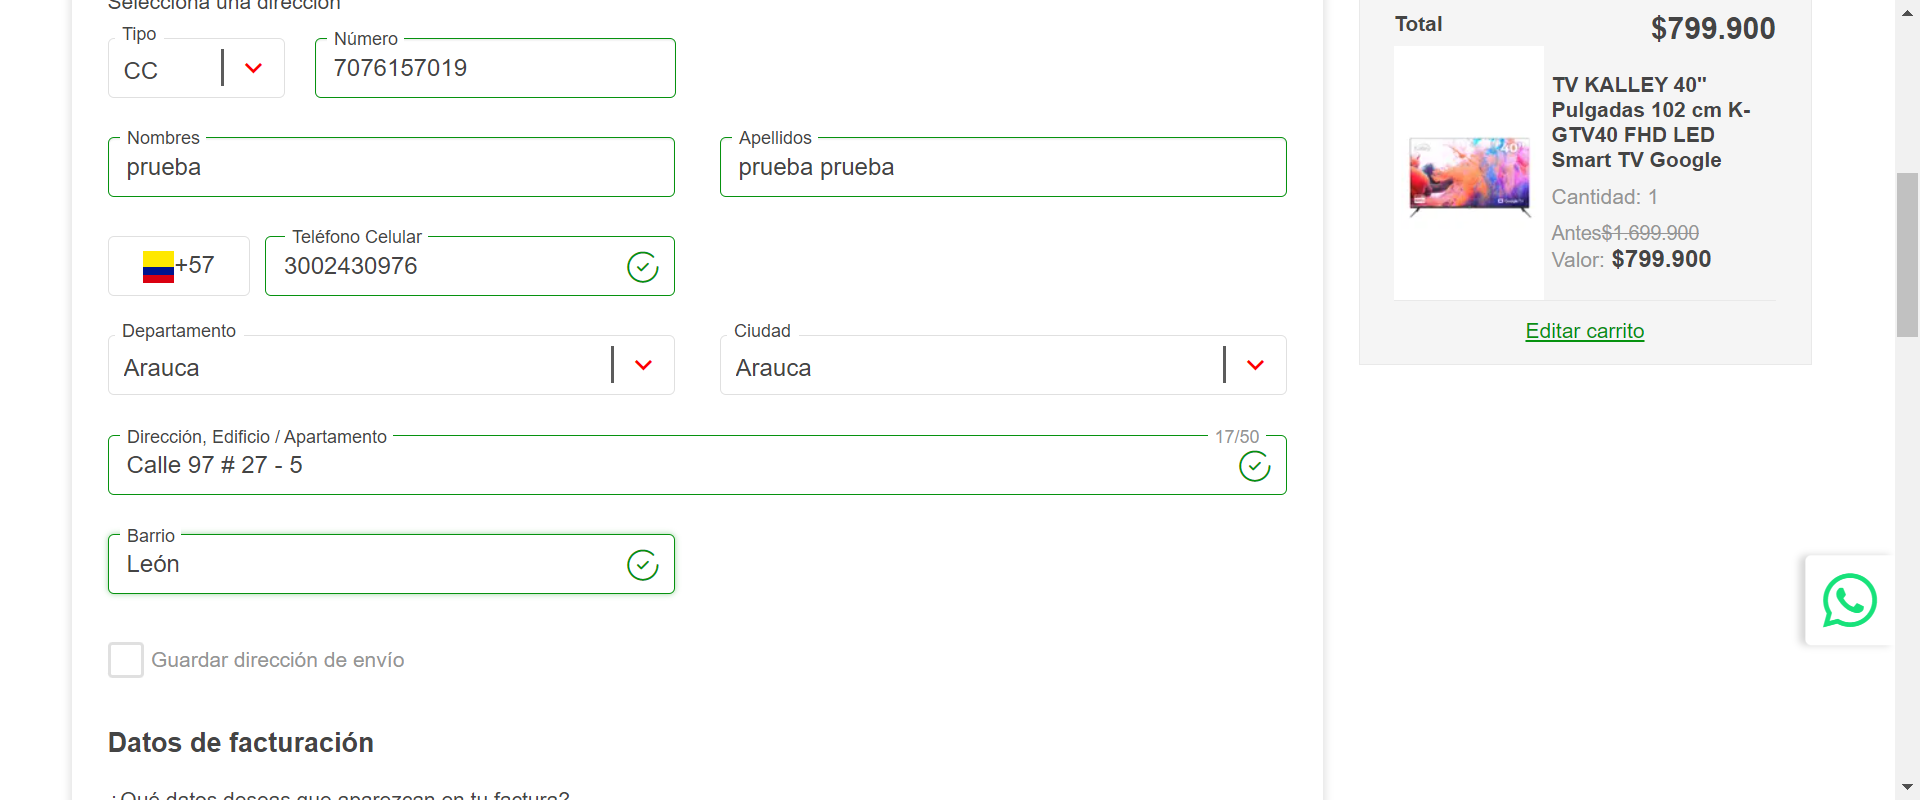 Selecciona una dirección
Tipo
CC
Número
7076157019
Nombres
prueba
Apellidos
prueba prueba
+57
Teléfono Celular
3002430976
Departamento
Arauca
Ciudad
Arauca
Dirección, Edificio / Apartamento
17/50
Calle 97 # 27 - 5
Barrio
León
Guardar dirección de envío
Datos de facturación
¿Qué datos deseas que aparezcan en tu factura?
Total
$799.900
TV KALLEY 40"
Pulgadas 102 cm K-
GTV40 FHD LED
Smart TV Google
Cantidad: 1
Antes$1.699.900
Valor: $799.900
Editar carrito